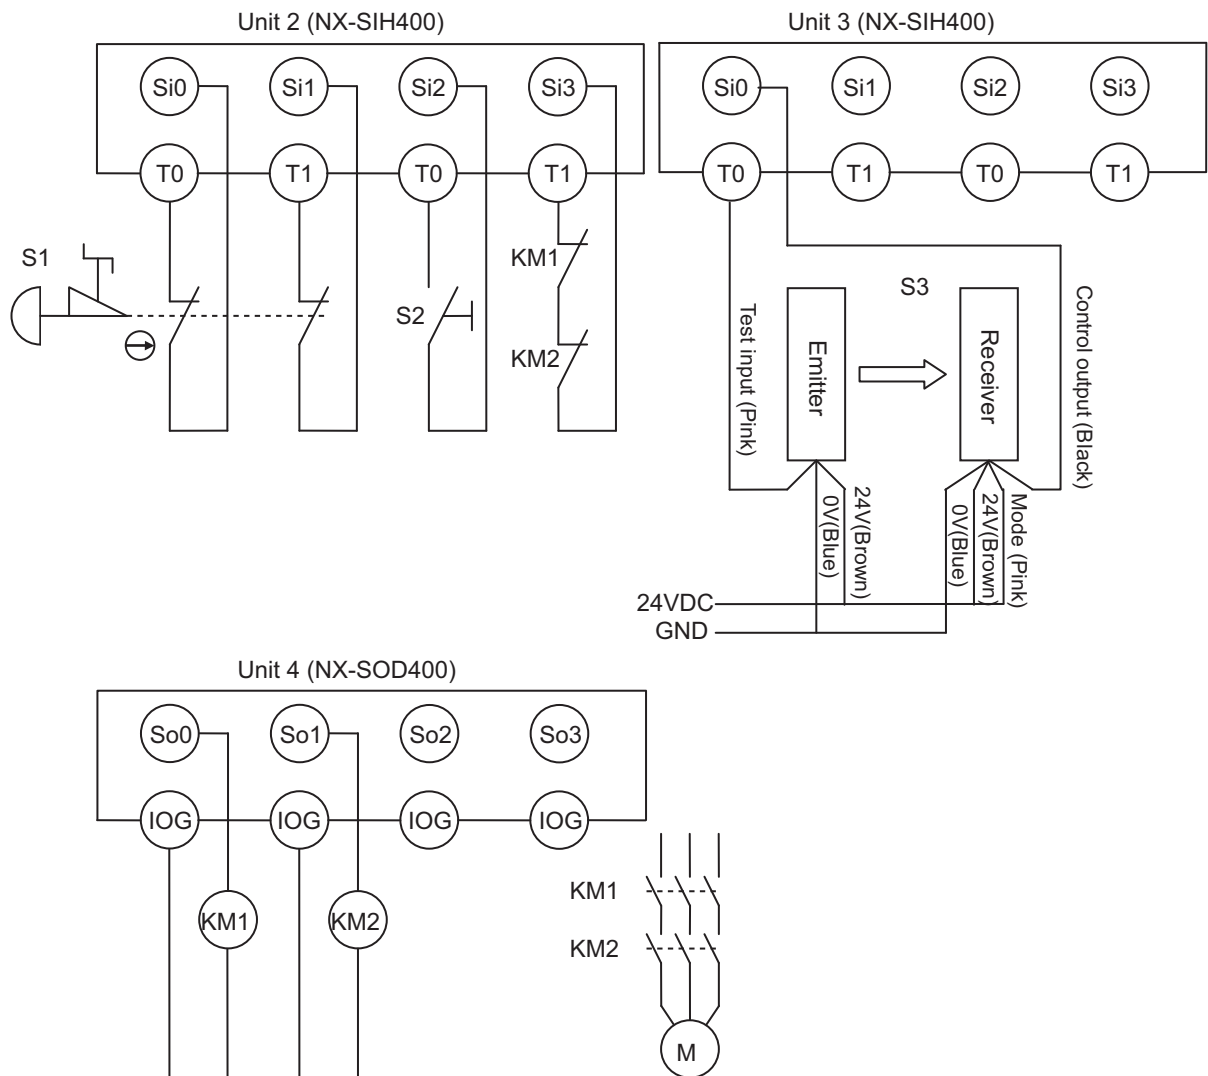 Unit 2 (NX-SIH400)
Unit 3 (NX-SIH400)
Si0 Si1 Si2 Si3
Si0 Si1 Si2 Si3
T0 T1 T0 T1
T0 T1 T0 T1
S1
KM1
S2
KM2
S3
Test input (Pink)
Emitter
Receiver
Control output (Black)
0V(Blue)
24V(Brown)
0V(Blue)
24V(Brown)
Mode (Pink)
24VDC
GND
Unit 4 (NX-SOD400)
So0 So1 So2 So3
IOG IOG IOG IOG
KM1 KM2
KM1
KM2
M